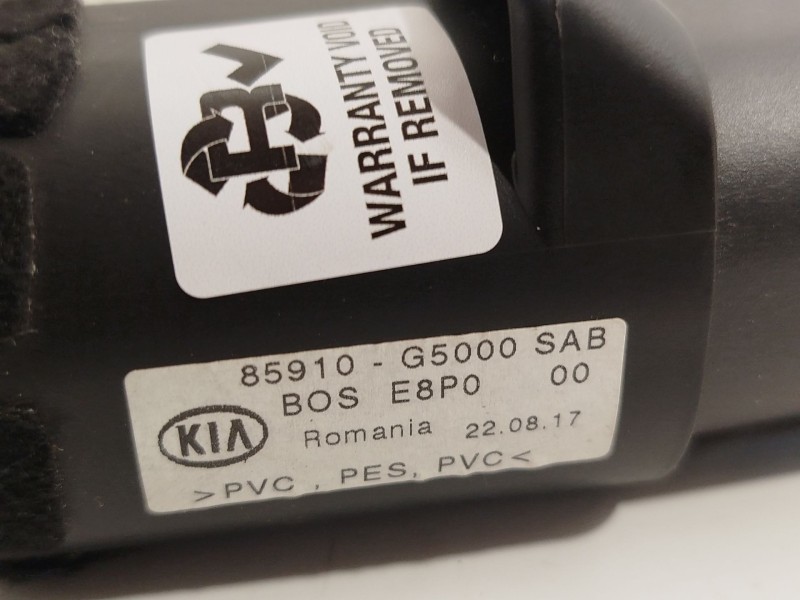 WARRANTY VOID
IF REMOVED
85910 - G5000 SAB
BOS E8P0 00
KIA
Romania 22.08.17
>PVC, PES, PVC<